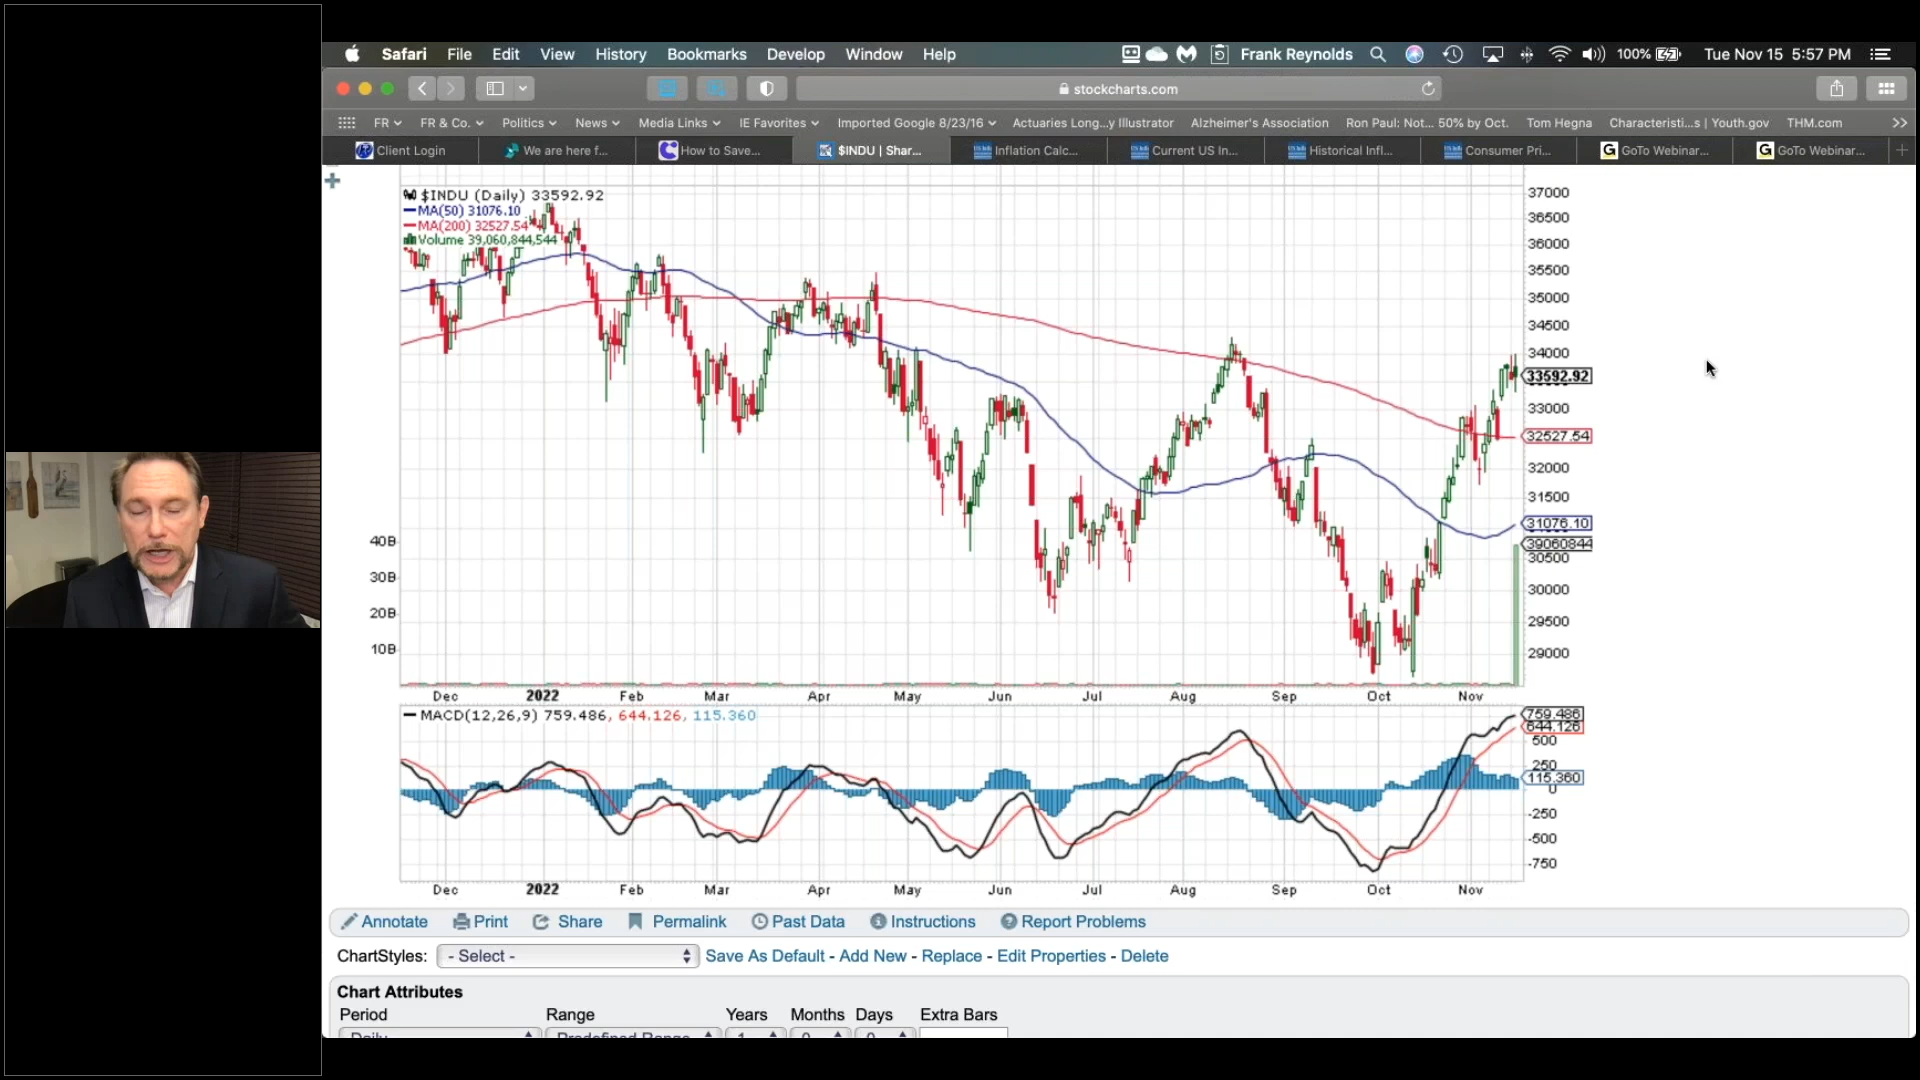 Safari File Edit View History Bookmarks Develop Window Help Frank Reynolds 100% Tue Nov 15 5:57 PM
stockcharts.com
FR FR & Co. Politics News Media Links IE Favorites Imported Google 8/23/16 Actuaries Long...y Illustrator Alzheimer's Association Ron Paul: Not... 50% by Oct. Tom Hegna Characteristi...s | Youth.gov THM.com >>
Client Login We are here f... How to Save... $INDU | Shar... Inflation Calc... Current US In... Historical Infl... Consumer Pri... GoTo Webinar... GoTo Webinar...
$INDU (Daily) 33592.92
MA(50) 31076.10
MA(200) 32527.54
Volume 39,060,844,544
37000
36500
36000
35500
35000
34500
34000
33592.92
33000
32527.54
32000
31500
31076.10
39060844
30500
30000
29500
29000
40B
30B
20B
10B
Dec 2022 Feb Mar Apr May Jun Jul Aug Sep Oct Nov
MACD(12,26,9) 759.486, 644.126, 115.360
759.486
644.126
500
250
115.360
0
-250
-500
-750
Dec 2022 Feb Mar Apr May Jun Jul Aug Sep Oct Nov
Annotate Print Share Permalink Past Data Instructions Report Problems
ChartStyles: - Select - Save As Default - Add New - Replace - Edit Properties - Delete
Chart Attributes
Period Range Years Months Days Extra Bars
Daily Predefined Range 1 0 0